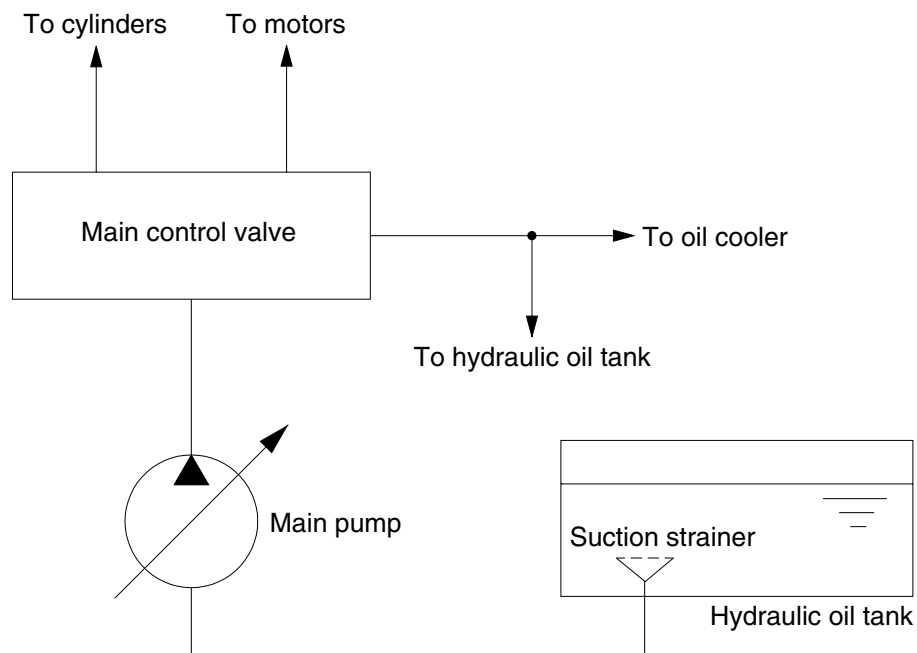 To cylinders
To motors
Main control valve
To oil cooler
To hydraulic oil tank
Main pump
Suction strainer
Hydraulic oil tank